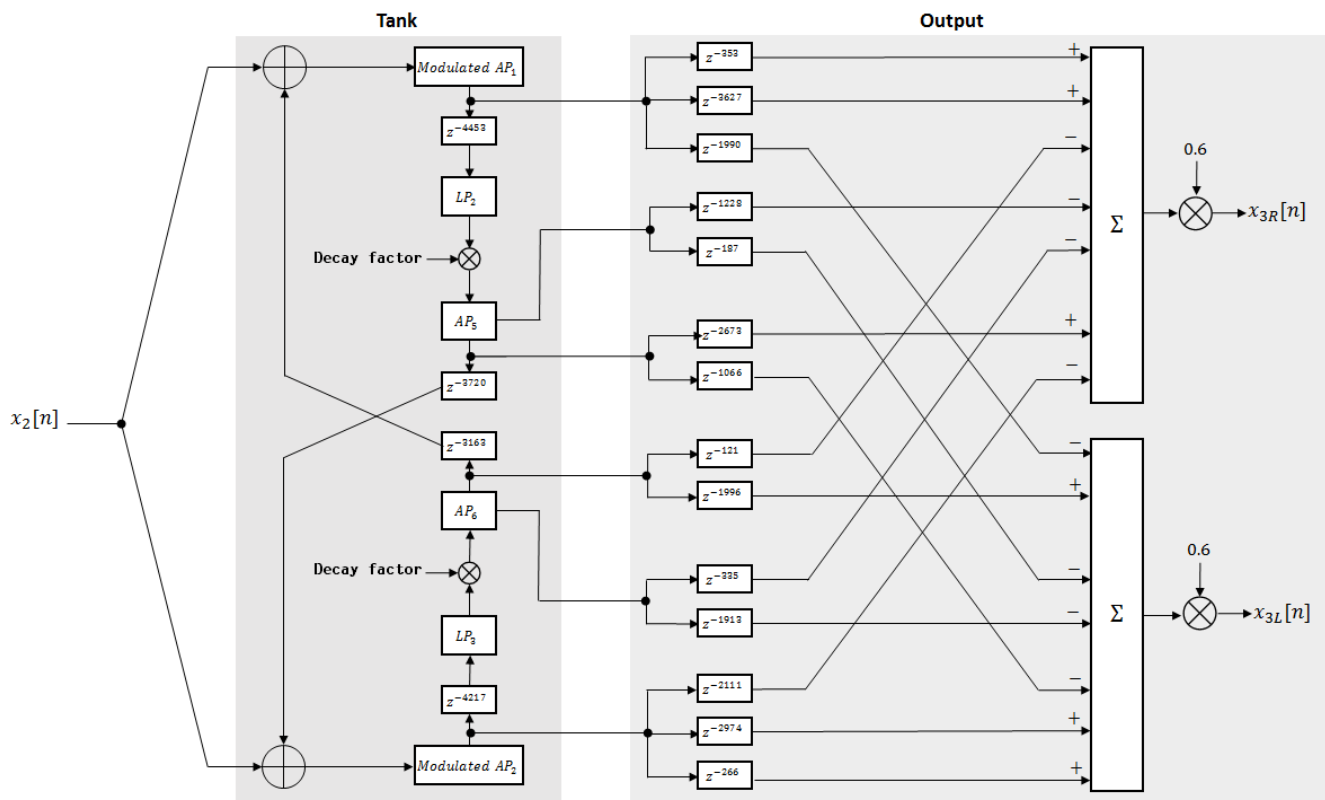 Tank
Output
Modulated AP₁
z⁻⁴⁴⁵³
LP₂
Decay factor
AP₅
z⁻³⁷²⁰
x₂[n]
z⁻³¹⁶³
AP₆
Decay factor
LP₃
z⁻⁴²¹⁷
Modulated AP₂
z⁻³⁵³
z⁻³⁶²⁷
z⁻¹⁹⁹⁰
z⁻¹²²⁸
z⁻¹⁸⁷
z⁻²⁶⁷³
z⁻¹⁰⁶⁶
z⁻¹²¹
z⁻¹⁹⁹⁶
z⁻³³⁵
z⁻¹⁹¹³
z⁻²¹¹¹
z⁻²⁹⁷⁴
z⁻²⁶⁶
+
+
−
−
−
+
−
Σ
0.6
x₃R[n]
−
+
−
−
−
+
+
Σ
0.6
x₃L[n]